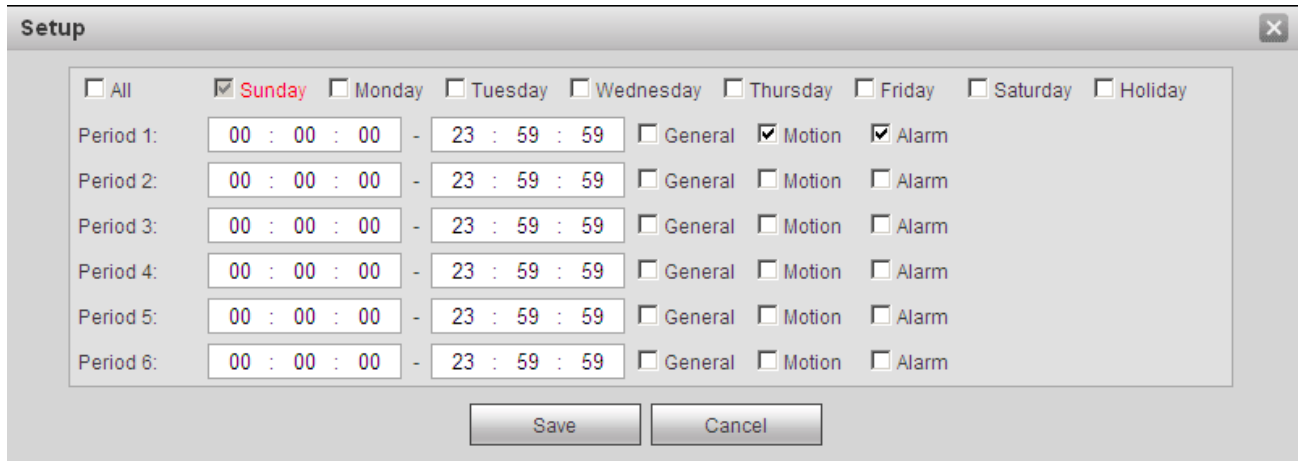 Setup
All Sunday Monday Tuesday Wednesday Thursday Friday Saturday Holiday
Period 1: 00 : 00 : 00 - 23 : 59 : 59 General Motion Alarm
Period 2: 00 : 00 : 00 - 23 : 59 : 59 General Motion Alarm
Period 3: 00 : 00 : 00 - 23 : 59 : 59 General Motion Alarm
Period 4: 00 : 00 : 00 - 23 : 59 : 59 General Motion Alarm
Period 5: 00 : 00 : 00 - 23 : 59 : 59 General Motion Alarm
Period 6: 00 : 00 : 00 - 23 : 59 : 59 General Motion Alarm
Save Cancel